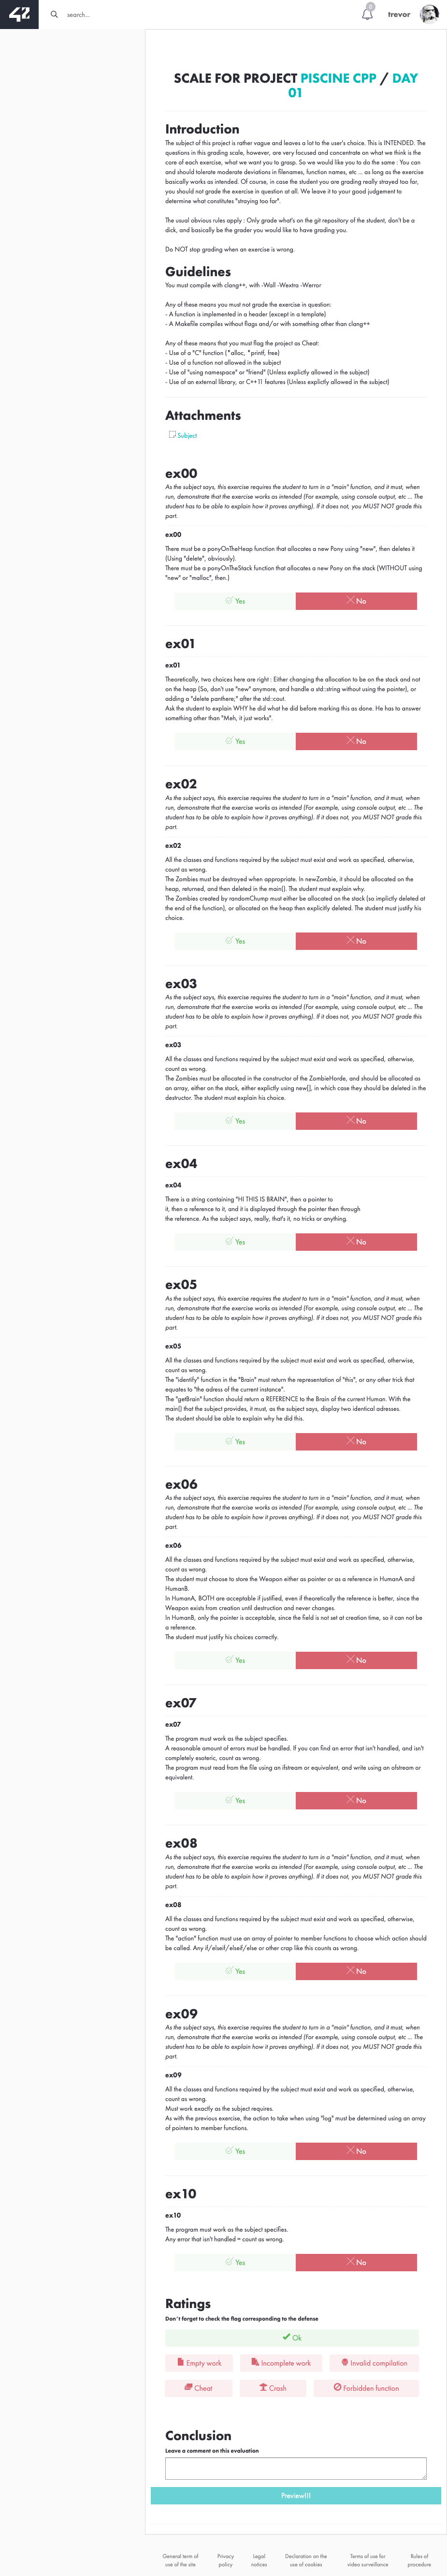 42
search...
0
trevor
SCALE FOR PROJECT PISCINE CPP / DAY
01
Introduction
The subject of this project is rather vague and leaves a lot to the user's choice. This is INTENDED. The
questions in this grading scale, however, are very focused and concentrate on what we think is the
core of each exercise, what we want you to grasp. So we would like you to do the same : You can
and should tolerate moderate deviations in filenames, function names, etc ... as long as the exercise
basically works as intended. Of course, in case the student you are grading really strayed too far,
you should not grade the exercise in question at all. We leave it to your good judgement to
determine what constitutes "straying too far".
The usual obvious rules apply : Only grade what's on the git repository of the student, don't be a
dick, and basically be the grader you would like to have grading you.
Do NOT stop grading when an exercise is wrong.
Guidelines
You must compile with clang++, with -Wall -Wextra -Werror
Any of these means you must not grade the exercise in question:
- A function is implemented in a header (except in a template)
- A Makefile compiles without flags and/or with something other than clang++
Any of these means that you must flag the project as Cheat:
- Use of a "C" function (*alloc, *printf, free)
- Use of a function not allowed in the subject
- Use of "using namespace" or "friend" (Unless explicitly allowed in the subject)
- Use of an external library, or C++11 features (Unless explicitly allowed in the subject)
Attachments
Subject
ex00
As the subject says, this exercise requires the student to turn in a "main" function, and it must, when
run, demonstrate that the exercise works as intended (For example, using console output, etc ... The
student has to be able to explain how it proves anything). If it does not, you MUST NOT grade this
part.
ex00
There must be a ponyOnTheHeap function that allocates a new Pony using "new", then deletes it
(Using "delete", obviously).
There must be a ponyOnTheStack function that allocates a new Pony on the stack (WITHOUT using
"new" or "malloc", then.)
Yes No
ex01
ex01
Theoretically, two choices here are right : Either changing the allocation to be on the stack and not
on the heap (So, don't use "new" anymore, and handle a std::string without using the pointer), or
adding a "delete panthere;" after the std::cout.
Ask the student to explain WHY he did what he did before marking this as done. He has to answer
something other than "Meh, it just works".
Yes No
ex02
As the subject says, this exercise requires the student to turn in a "main" function, and it must, when
run, demonstrate that the exercise works as intended (For example, using console output, etc ... The
student has to be able to explain how it proves anything). If it does not, you MUST NOT grade this
part.
ex02
All the classes and functions required by the subject must exist and work as specified, otherwise,
count as wrong.
The Zombies must be destroyed when appropriate. In newZombie, it should be allocated on the
heap, returned, and then deleted in the main(). The student must explain why.
The Zombies created by randomChump must either be allocated on the stack (so implicitly deleted at
the end of the function), or allocated on the heap then explicitly deleted. The student must justify his
choice.
Yes No
ex03
As the subject says, this exercise requires the student to turn in a "main" function, and it must, when
run, demonstrate that the exercise works as intended (For example, using console output, etc ... The
student has to be able to explain how it proves anything). If it does not, you MUST NOT grade this
part.
ex03
All the classes and functions required by the subject must exist and work as specified, otherwise,
count as wrong.
The Zombies must be allocated in the constructor of the ZombieHorde, and should be allocated as
an array, either on the stack, either explicitly using new[], in which case they should be deleted in the
destructor. The student must explain his choice.
Yes No
ex04
ex04
There is a string containing "HI THIS IS BRAIN", then a pointer to
it, then a reference to it, and it is displayed through the pointer then through
the reference. As the subject says, really, that's it, no tricks or anything.
Yes No
ex05
As the subject says, this exercise requires the student to turn in a "main" function, and it must, when
run, demonstrate that the exercise works as intended (For example, using console output, etc ... The
student has to be able to explain how it proves anything). If it does not, you MUST NOT grade this
part.
ex05
All the classes and functions required by the subject must exist and work as specified, otherwise,
count as wrong.
The "identify" function in the "Brain" must return the representation of "this", or any other trick that
equates to "the adress of the current instance".
The "getBrain" function should return a REFERENCE to the Brain of the current Human. With the
main() that the subject provides, it must, as the subject says, display two identical adresses.
The student should be able to explain why he did this.
Yes No
ex06
As the subject says, this exercise requires the student to turn in a "main" function, and it must, when
run, demonstrate that the exercise works as intended (For example, using console output, etc ... The
student has to be able to explain how it proves anything). If it does not, you MUST NOT grade this
part.
ex06
All the classes and functions required by the subject must exist and work as specified, otherwise,
count as wrong.
The student must choose to store the Weapon either as pointer or as a reference in HumanA and
HumanB.
In HumanA, BOTH are acceptable if justified, even if theoretically the reference is better, since the
Weapon exists from creation until destruction and never changes.
In HumanB, only the pointer is acceptable, since the field is not set at creation time, so it can not be
a reference.
The student must justify his choices correctly.
Yes No
ex07
ex07
The program must work as the subject specifies.
A reasonable amount of errors must be handled. If you can find an error that isn't handled, and isn't
completely esoteric, count as wrong.
The program must read from the file using an ifstream or equivalent, and write using an ofstream or
equivalent.
Yes No
ex08
As the subject says, this exercise requires the student to turn in a "main" function, and it must, when
run, demonstrate that the exercise works as intended (For example, using console output, etc ... The
student has to be able to explain how it proves anything). If it does not, you MUST NOT grade this
part.
ex08
All the classes and functions required by the subject must exist and work as specified, otherwise,
count as wrong.
The "action" function must use an array of pointer to member functions to choose which action should
be called. Any if/elseif/elseif/else or other crap like this counts as wrong.
Yes No
ex09
As the subject says, this exercise requires the student to turn in a "main" function, and it must, when
run, demonstrate that the exercise works as intended (For example, using console output, etc ... The
student has to be able to explain how it proves anything). If it does not, you MUST NOT grade this
part.
ex09
All the classes and functions required by the subject must exist and work as specified, otherwise,
count as wrong.
Must work exactly as the subject requires.
As with the previous exercise, the action to take when using "log" must be determined using an array
of pointers to member functions.
Yes No
ex10
ex10
The program must work as the subject specifies.
Any error that isn't handled = count as wrong.
Yes No
Ratings
Don't forget to check the flag corresponding to the defense
Ok
Empty work Incomplete work Invalid compilation
Cheat Crash Forbidden function
Conclusion
Leave a comment on this evaluation
Preview!!!
General term of Privacy Legal Declaration on the Terms of use for Rules of
use of the site policy notices use of cookies video surveillance procedure